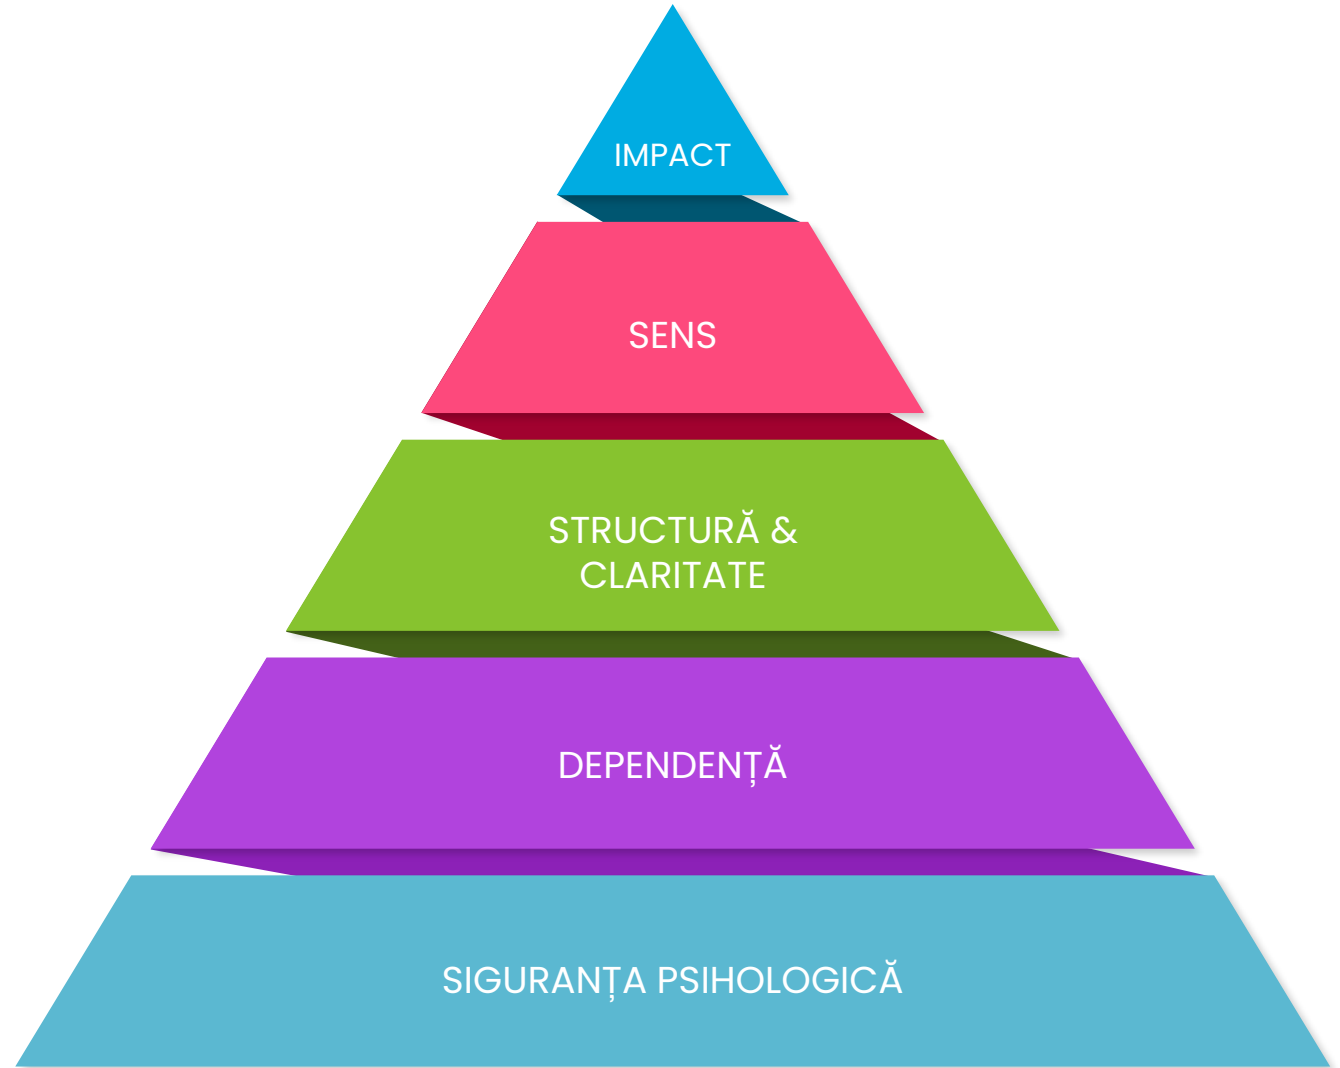 IMPACT
SENS
STRUCTURĂ &
CLARITATE
DEPENDENȚĂ
SIGURANȚA PSIHOLOGICĂ